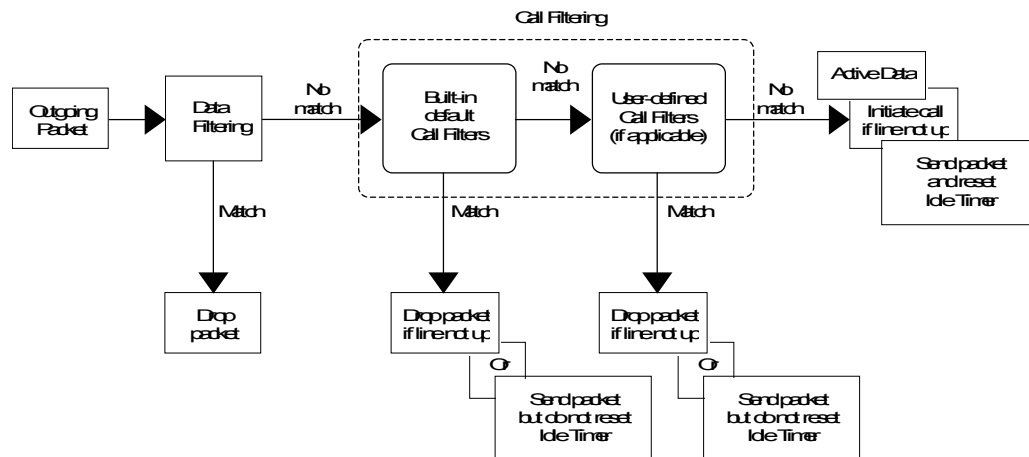 Call Filtering
Outgoing
Packet
Data
Filtering
No
match
Built-in
default
Call Filters
No
match
User-defined
Call Filters
(if applicable)
No
match
Active Data
Initiate call
if line not up
Send packet
and reset
Idle Timer
Match
Match
Match
Drop
packet
Drop packet
if line not up
Or
Send packet
but do not reset
Idle Timer
Drop packet
if line not up
Or
Send packet
but do not reset
Idle Timer